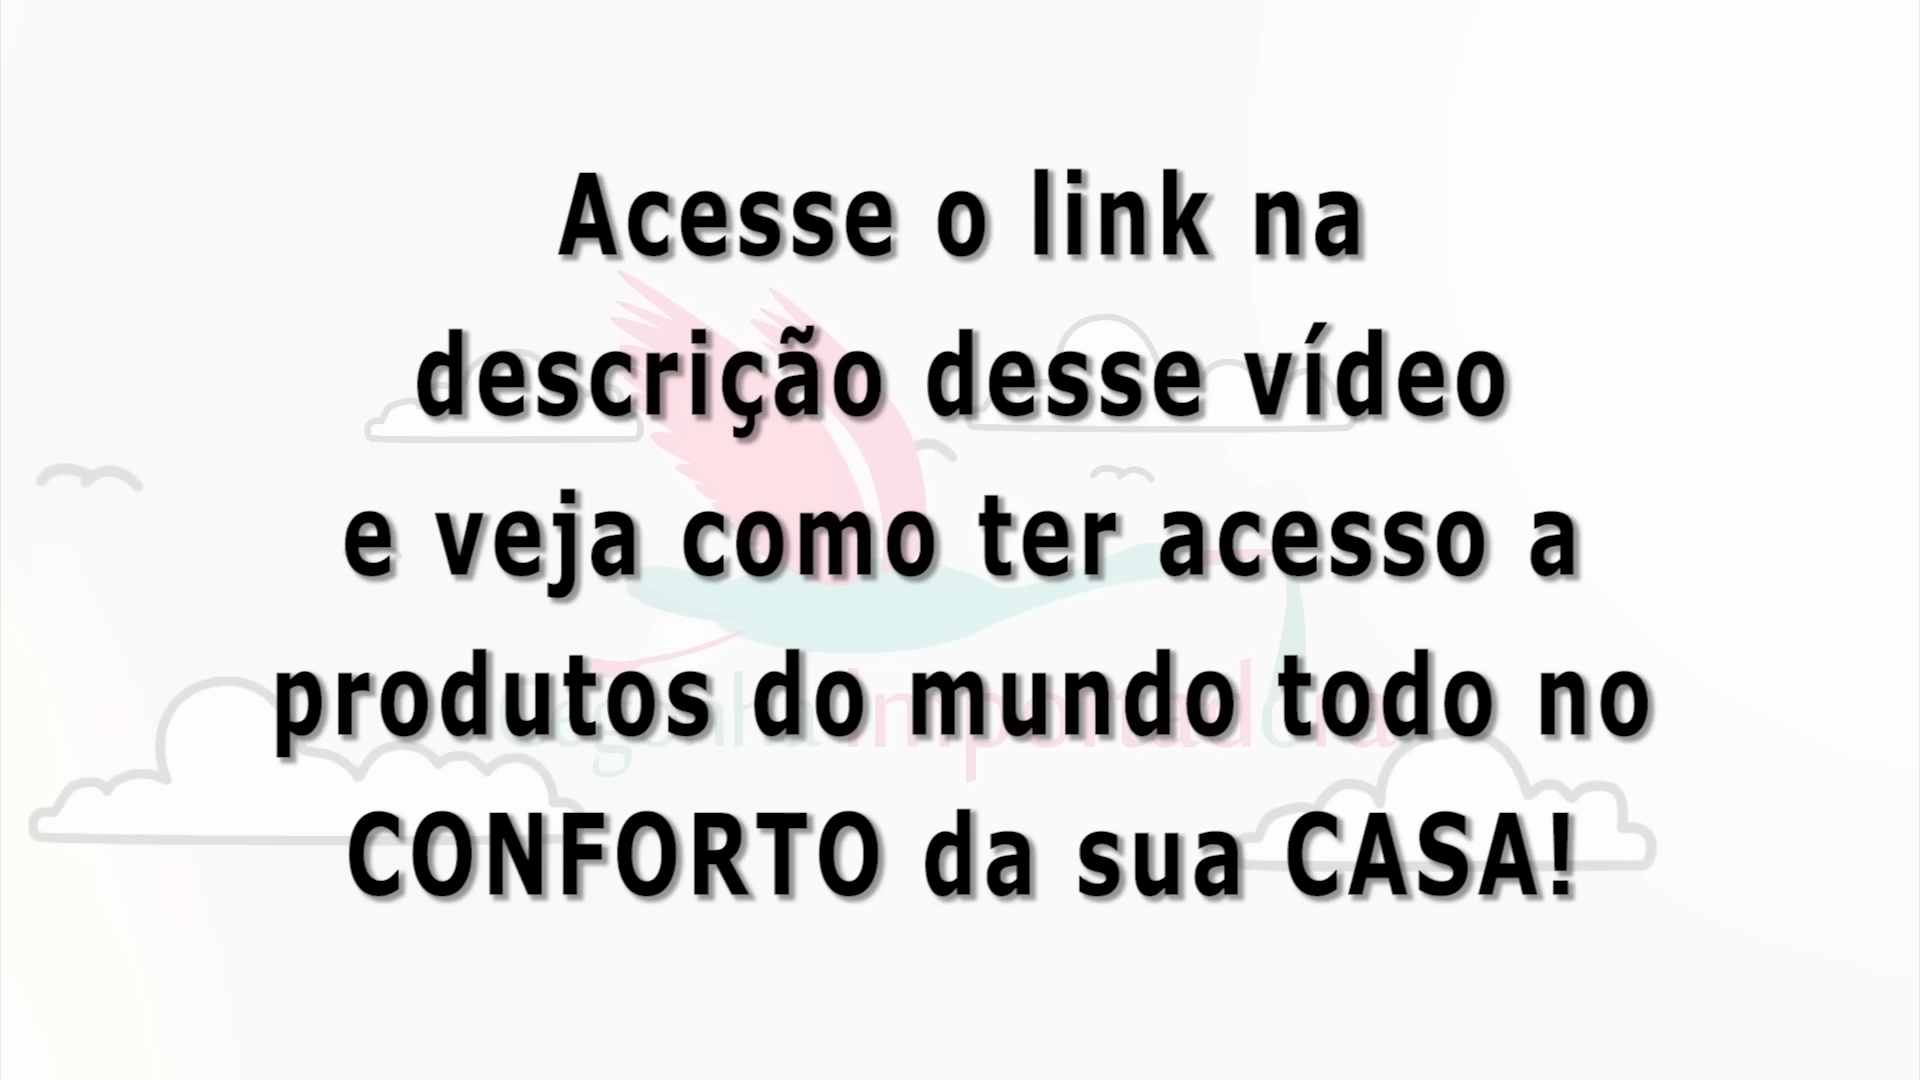 Acesse o link na
descrição desse vídeo
e veja como ter acesso a
produtos do mundo todo no
Importadora
CONFORTO da sua CASA!